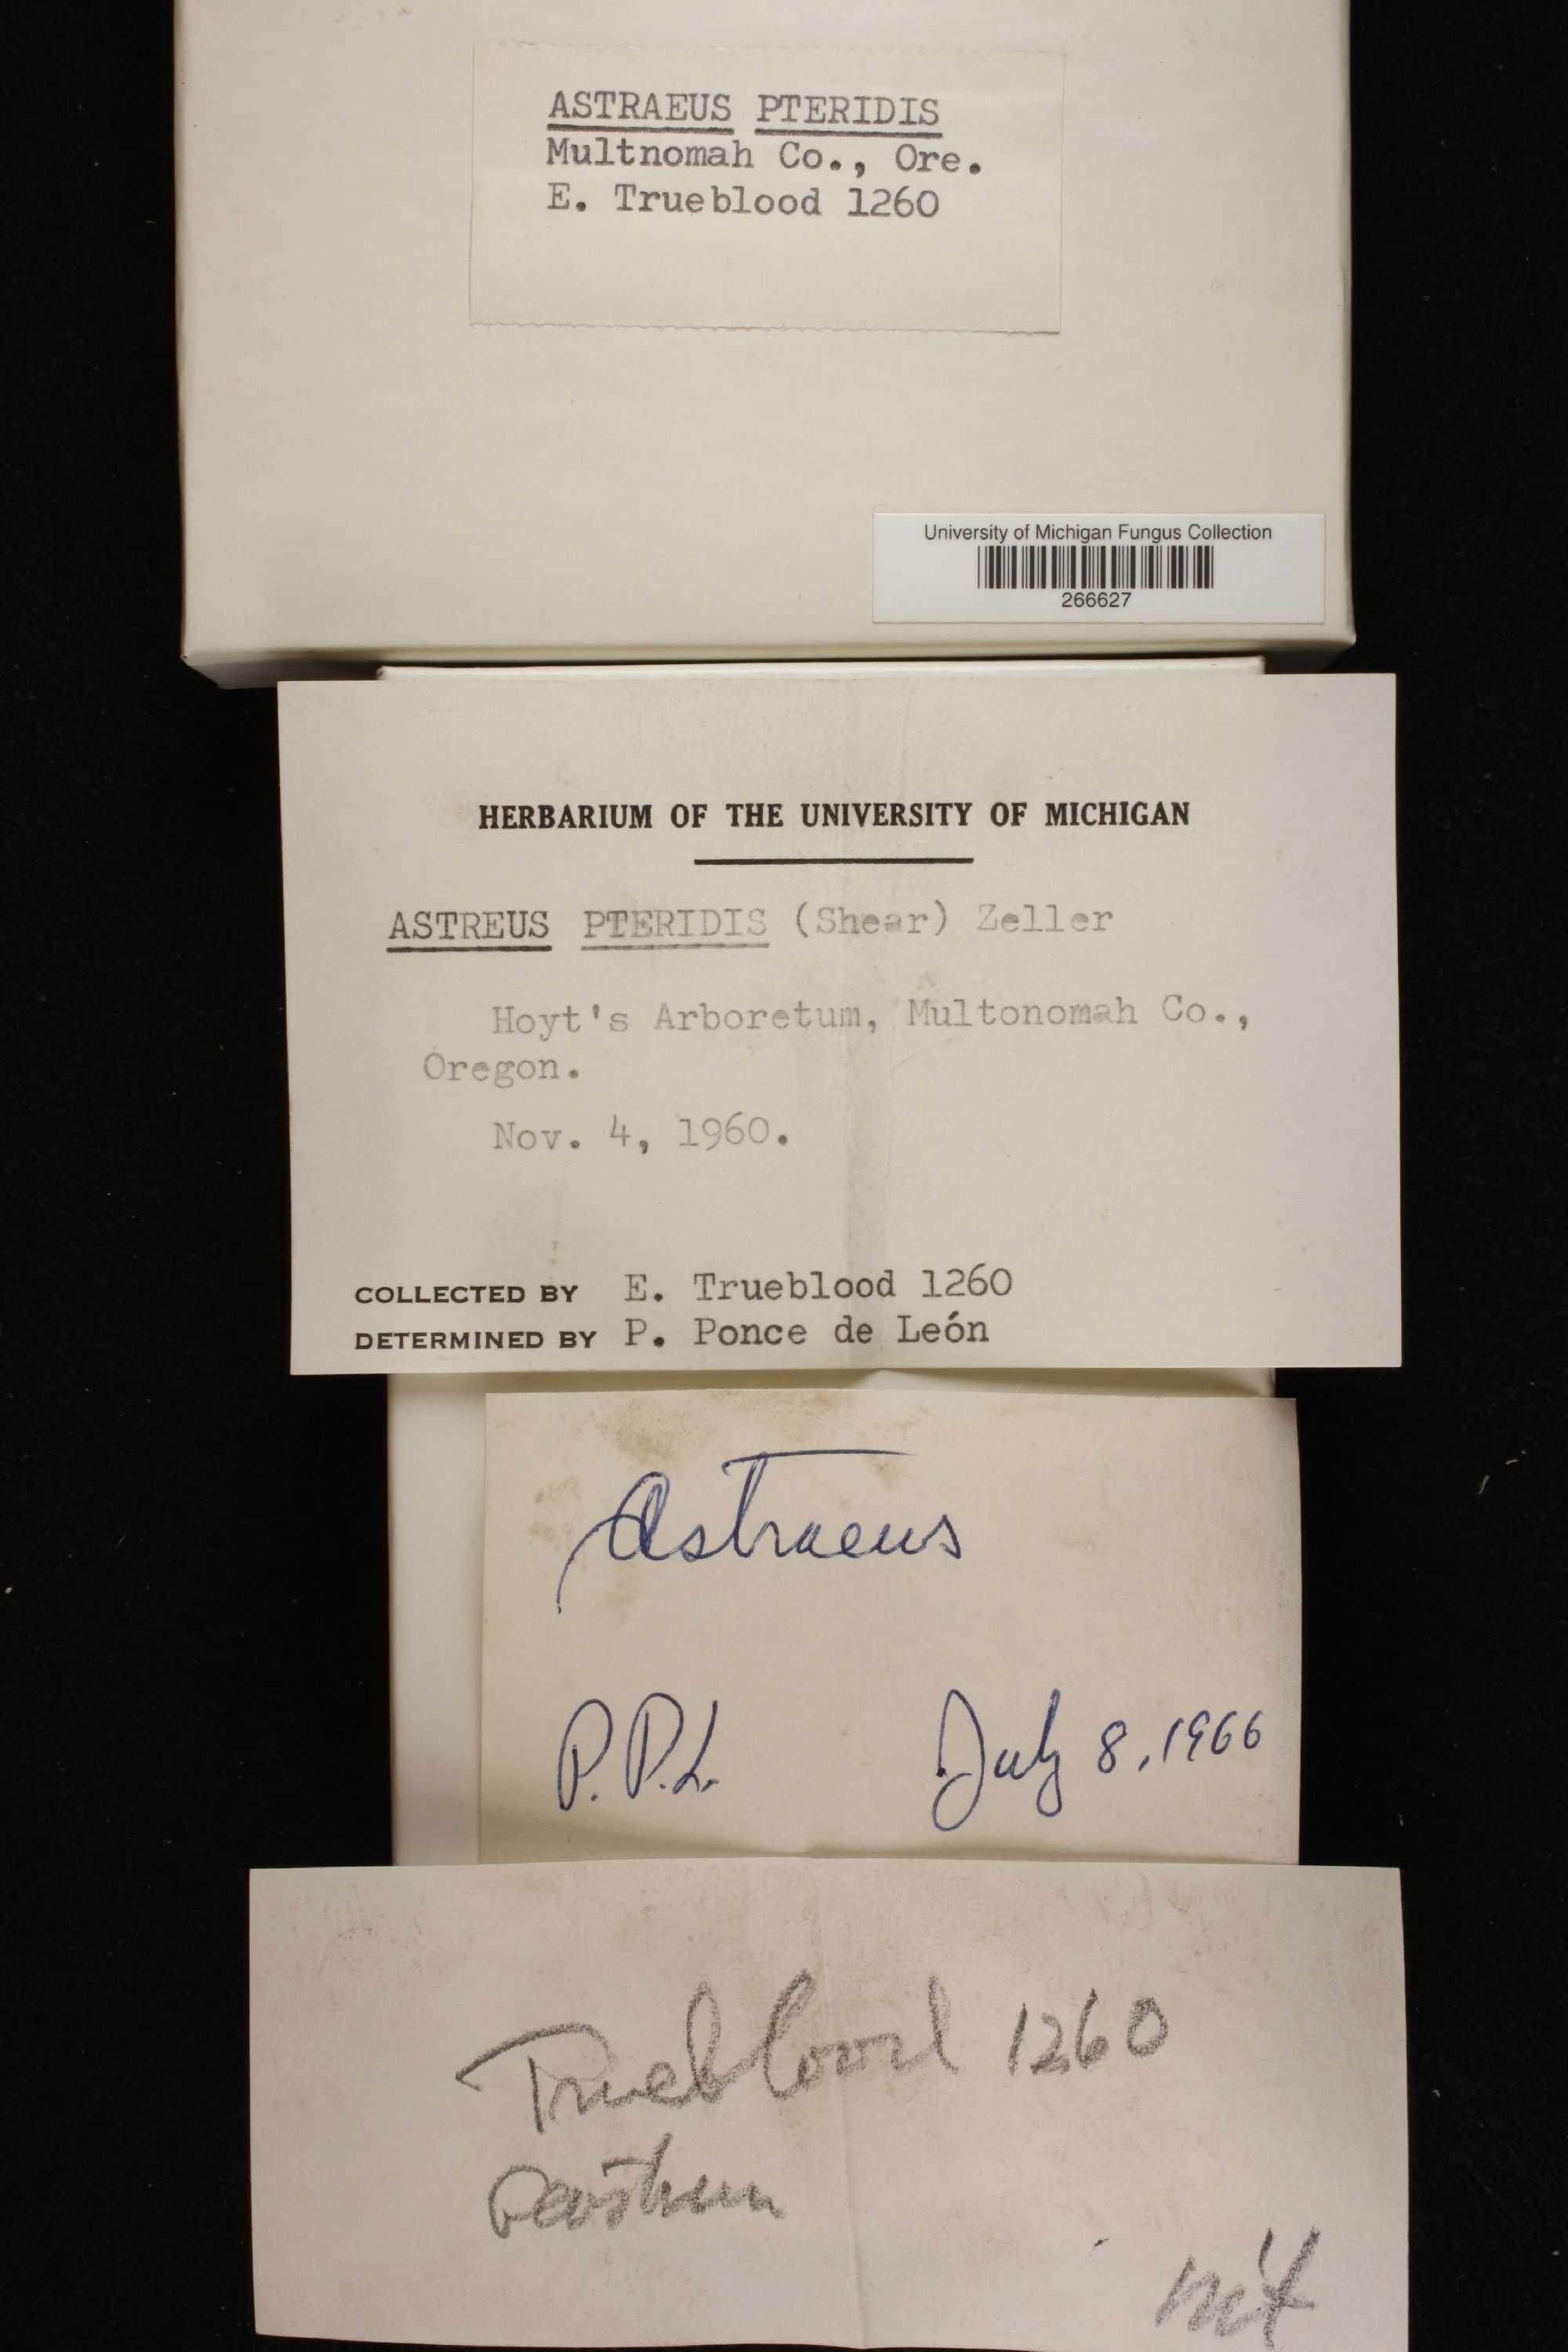 ASTRAEUS PTERIDIS
Multnomah Co., Ore.
E. Trueblood 1260
University of Michigan Fungus Collection
266627
HERBARIUM OF THE UNIVERSITY OF MICHIGAN
ASTREUS PTERIDIS (Shear) Zeller
Hoyt's Arboretum, Multonomah Co.,
Oregon.
Nov. 4, 1960.
COLLECTED BY E. Trueblood 1260
DETERMINED BY P. Ponce de León
Astraeus
P.P.L. July 8, 1966
Trueblood 1260